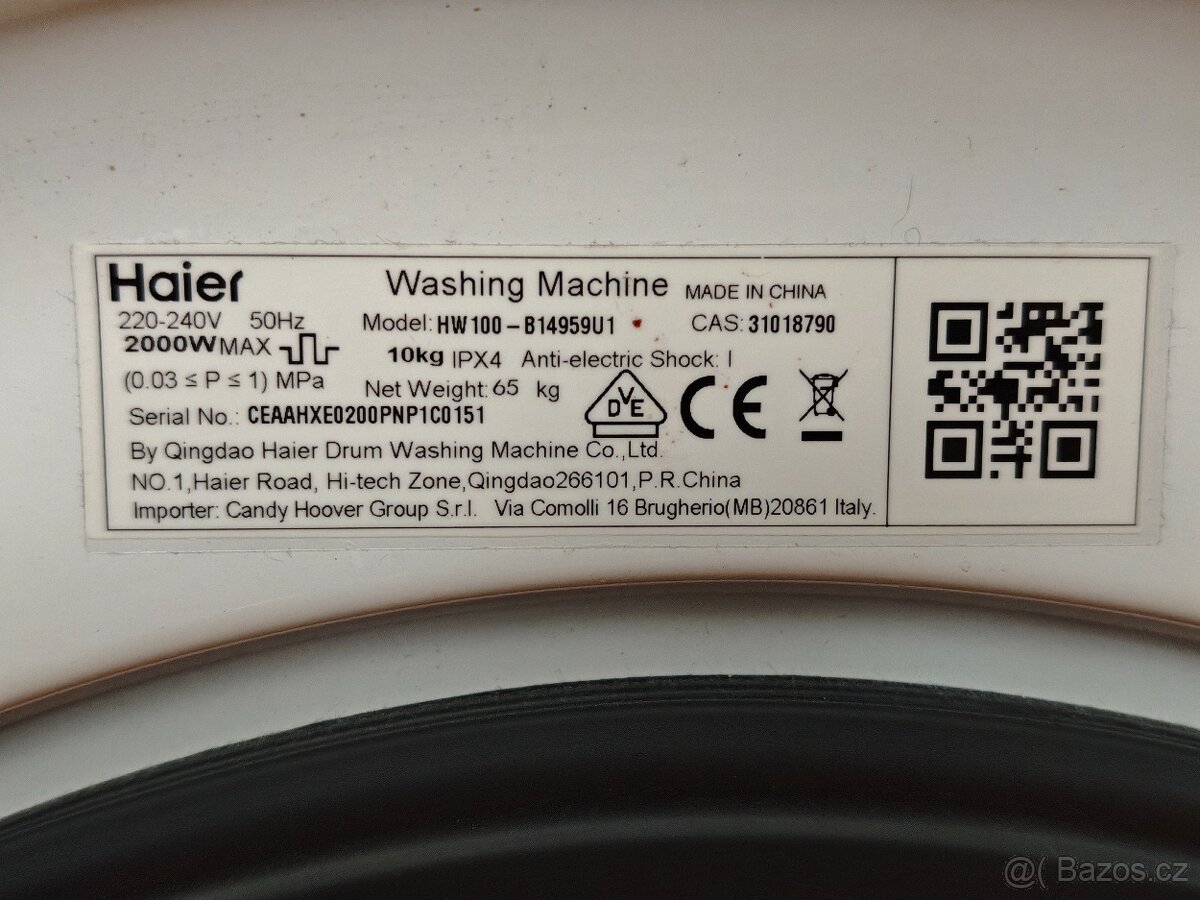 Haier Washing Machine MADE IN CHINA
220-240V 50Hz Model: HW100-B14959U1 CAS: 31018790
2000W MAX 10kg IPX4 Anti-electric Shock: I
(0.03 ≤ P ≤ 1) MPa Net Weight: 65 kg
Serial No.: CEAAHXE0200PNP1C0151
DVE CE
By Qingdao Haier Drum Washing Machine Co.,Ltd.
NO.1,Haier Road, Hi-tech Zone,Qingdao266101,P.R.China
Importer: Candy Hoover Group S.r.l. Via Comolli 16 Brugherio(MB)20861 Italy.
@( Bazos.cz